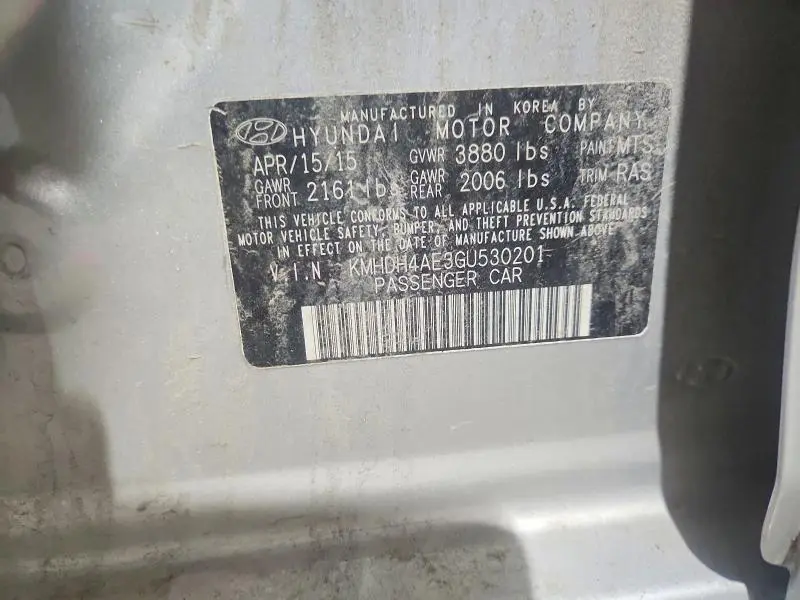 MANUFACTURED IN KOREA BY
HYUNDAI MOTOR COMPANY
APR/15/15 GVWR 3880 lbs PAINT MTS
GAWR FRONT 2161 lbs GAWR REAR 2006 lbs TRIM RAS
THIS VEHICLE CONFORMS TO ALL APPLICABLE U.S.A. FEDERAL
MOTOR VEHICLE SAFETY, BUMPER, AND THEFT PREVENTION STANDARDS
IN EFFECT ON THE DATE OF MANUFACTURE SHOWN ABOVE
V I N KMHDH4AE3GU530201
PASSENGER CAR